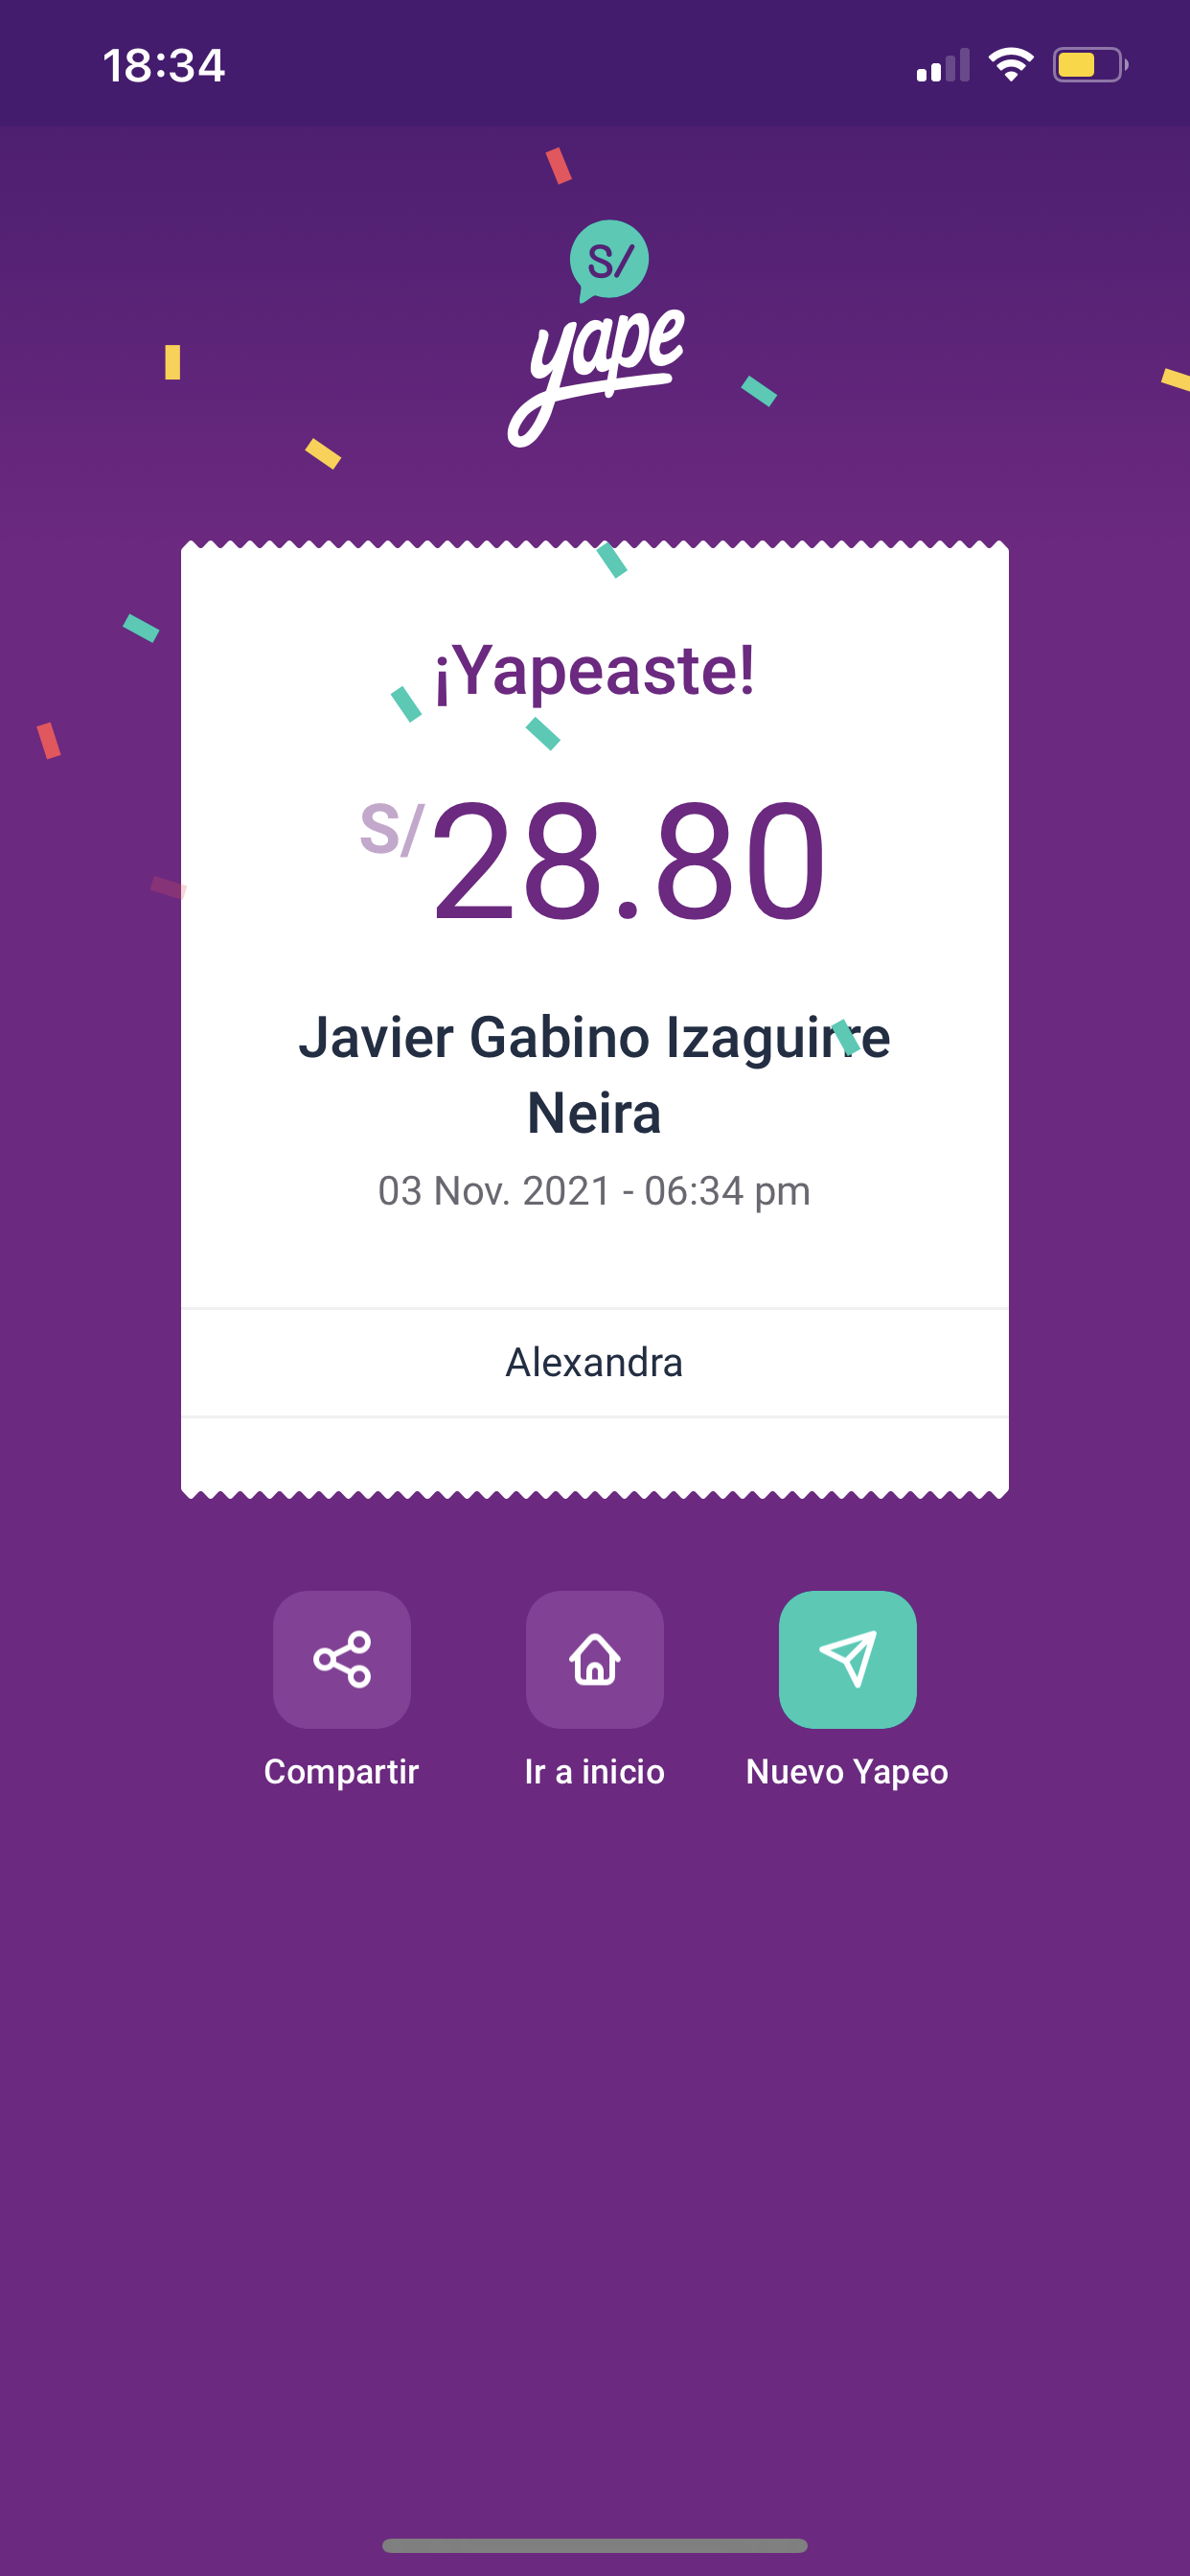 18:34
S/
yape
¡Yapeaste!
S/28.80
Javier Gabino Izaguirre
Neira
03 Nov. 2021 - 06:34 pm
Alexandra
Compartir Ir a inicio Nuevo Yapeo